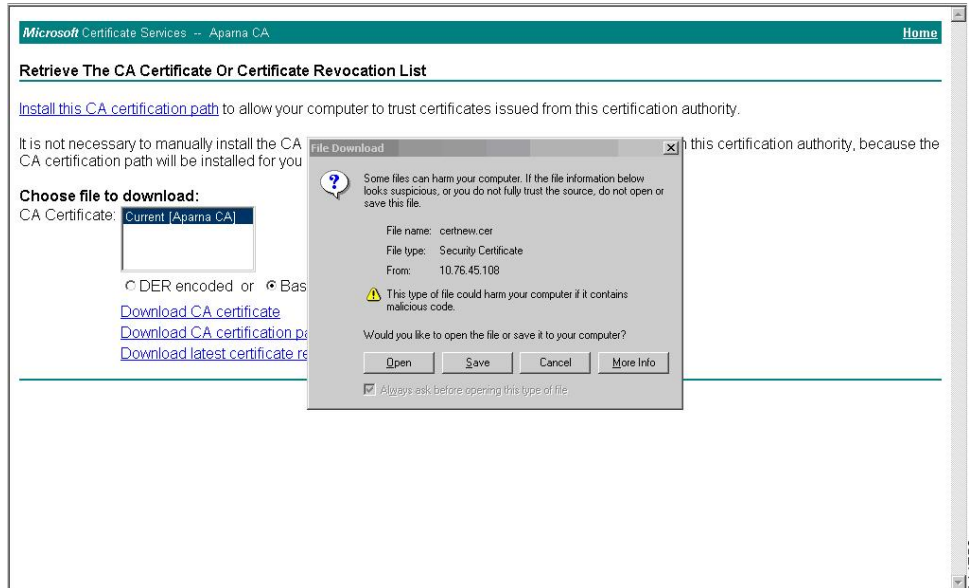 Microsoft Certificate Services -- Aparna CA Home
Retrieve The CA Certificate Or Certificate Revocation List
Install this CA certification path to allow your computer to trust certificates issued from this certification authority.
It is not necessary to manually install the CA
this certification authority, because the
CA certification path will be installed for you
Choose file to download:
CA Certificate: Current [Aparna CA]
DER encoded or Bas
Download CA certificate
Download CA certification pa
Download latest certificate re
File Download
Some files can harm your computer. If the file information below
looks suspicious, or you do not fully trust the source, do not open or
save this file.
File name: certnew.cer
File type: Security Certificate
From: 10.76.45.108
This type of file could harm your computer if it contains
malicious code.
Would you like to open the file or save it to your computer?
Open Save Cancel More Info
Always ask before opening this type of file